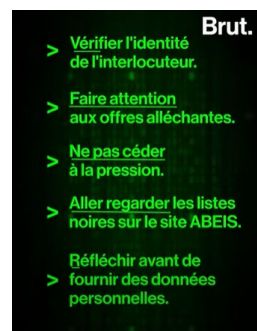 Brut.
> Vérifier l'identité
de l'interlocuteur.
> Faire attention
aux offres alléchantes.
> Ne pas céder
à la pression.
> Aller regarder les listes
noires sur le site ABEIS.
Réfléchir avant de
> fournir des données
personnelles.